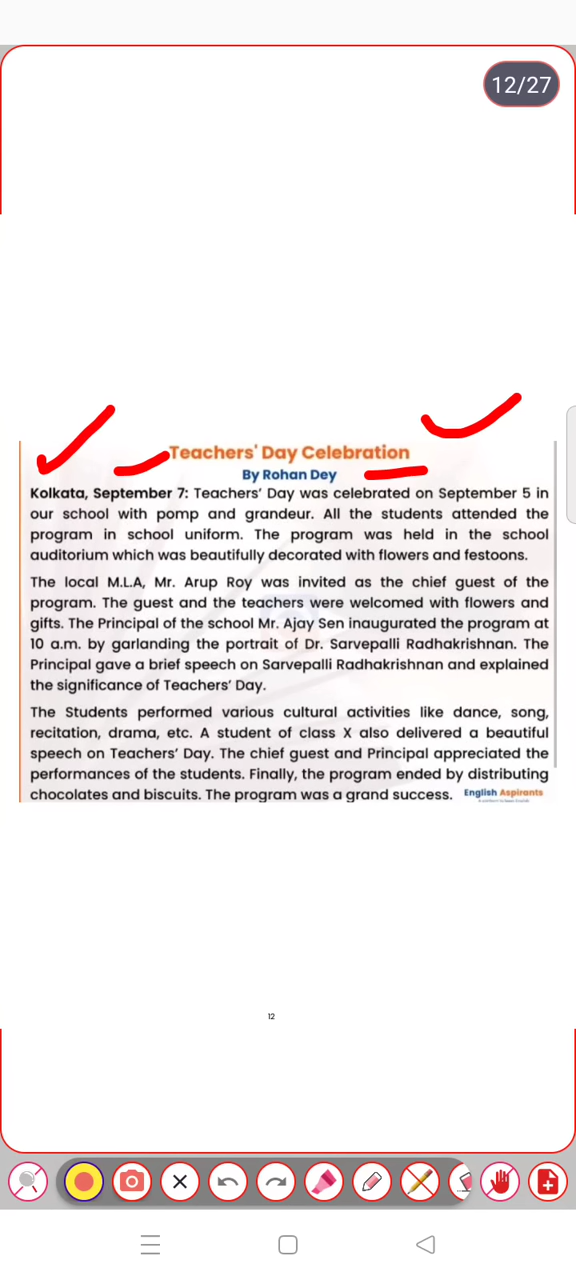 12/27
Teachers' Day Celebration
By Rohan Dey
Kolkata, September 7: Teachers' Day was celebrated on September 5 in
our school with pomp and grandeur. All the students attended the
program in school uniform. The program was held in the school
auditorium which was beautifully decorated with flowers and festoons.
The local M.L.A, Mr. Arup Roy was invited as the chief guest of the
program. The guest and the teachers were welcomed with flowers and
gifts. The Principal of the school Mr. Ajay Sen inaugurated the program at
10 a.m. by garlanding the portrait of Dr. Sarvepalli Radhakrishnan. The
Principal gave a brief speech on Sarvepalli Radhakrishnan and explained
the significance of Teachers' Day.
The Students performed various cultural activities like dance, song,
recitation, drama, etc. A student of class X also delivered a beautiful
speech on Teachers' Day. The chief guest and Principal appreciated the
performances of the students. Finally, the program ended by distributing
chocolates and biscuits. The program was a grand success.
English Aspirants
12